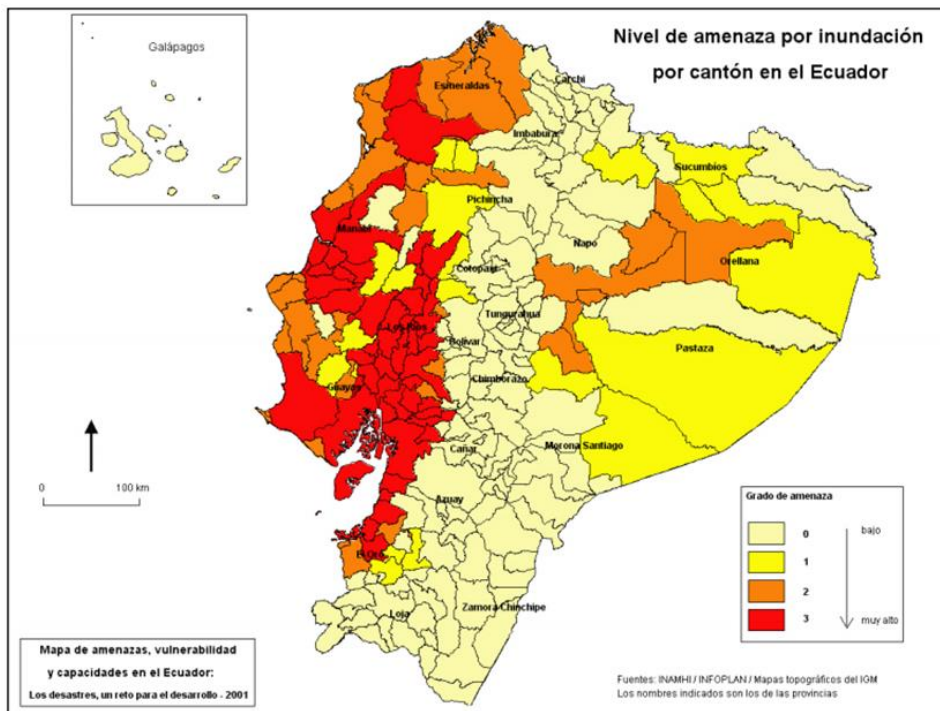 Galápagos
Nivel de amenaza por inundación
por cantón en el Ecuador
Carchi
Esmeraldas
Imbabura
Sucumbíos
Pichincha
Manabí
Napo
Orellana
Cotopaxi
Tungurahua
Los Ríos
Bolívar
Pastaza
Chimborazo
Guayas
Morona Santiago
Cañar
Azuay
El Oro
Loja
Zamora Chinchipe
0 100 km
Grado de amenaza
0 bajo
1
2
3 muy alto
Mapa de amenazas, vulnerabilidad
y capacidades en el Ecuador:
Los desastres, un reto para el desarrollo - 2001
Fuentes: INAMHI / INFOPLAN / Mapas topográficos del IGM
Los nombres indicados son los de las provincias